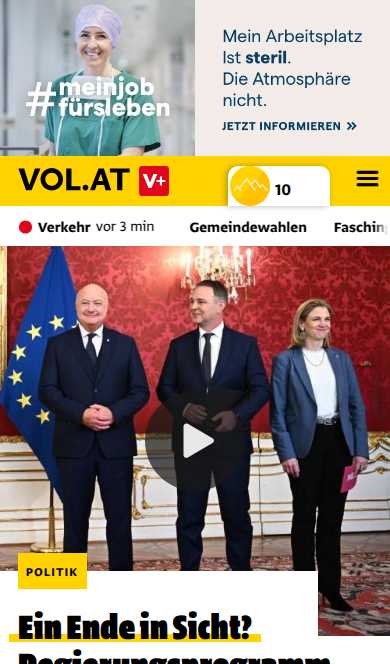 Mein Arbeitsplatz
Ist steril.
Die Atmosphäre
nicht.
#meinjob
fürsleben
JETZT INFORMIEREN »
VOL.AT V+
10
Verkehr vor 3 min Gemeindewahlen Fasching
POLITIK
Ein Ende in Sicht?
Regierungsprogramm